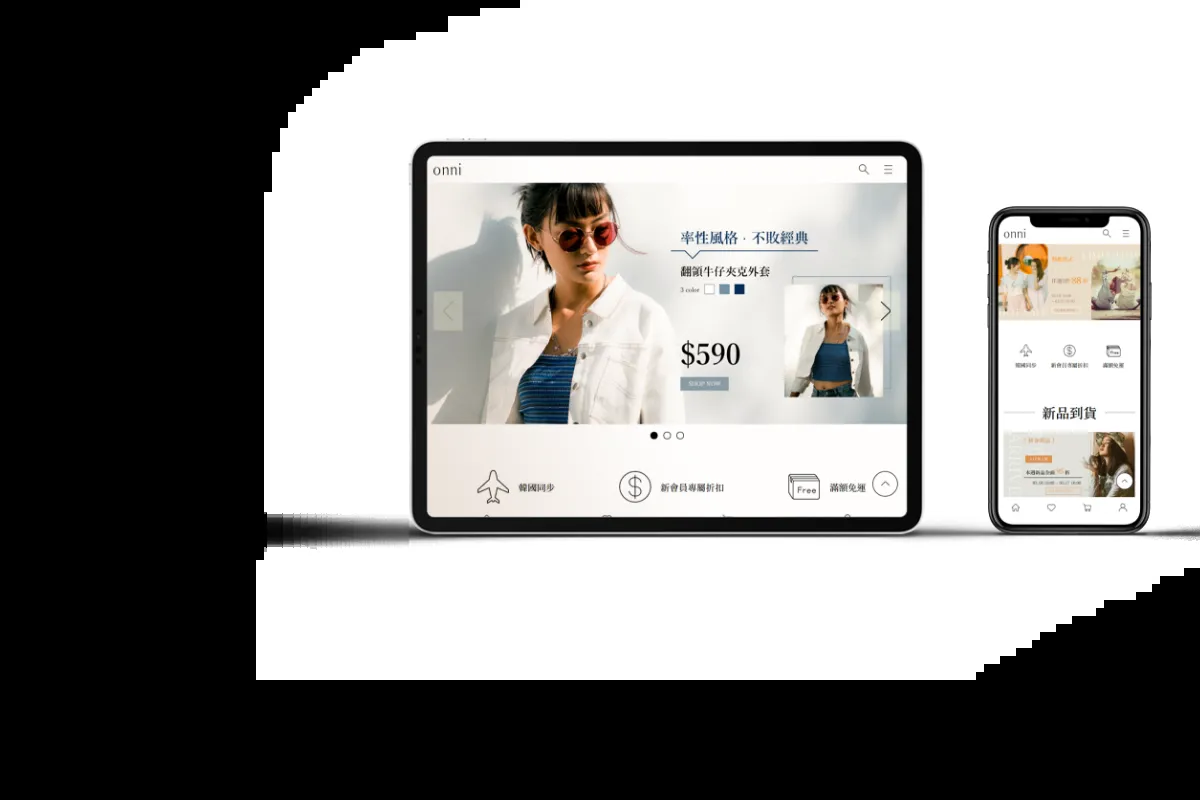 onni
率性風格 · 不敗經典
翻領牛仔夾克外套
3 color
$590
SHOP NOW
韓國同步
新會員專屬折扣
Free
滿額免運
onni
韓國同步
新會員專屬折扣
滿額免運
新品到貨